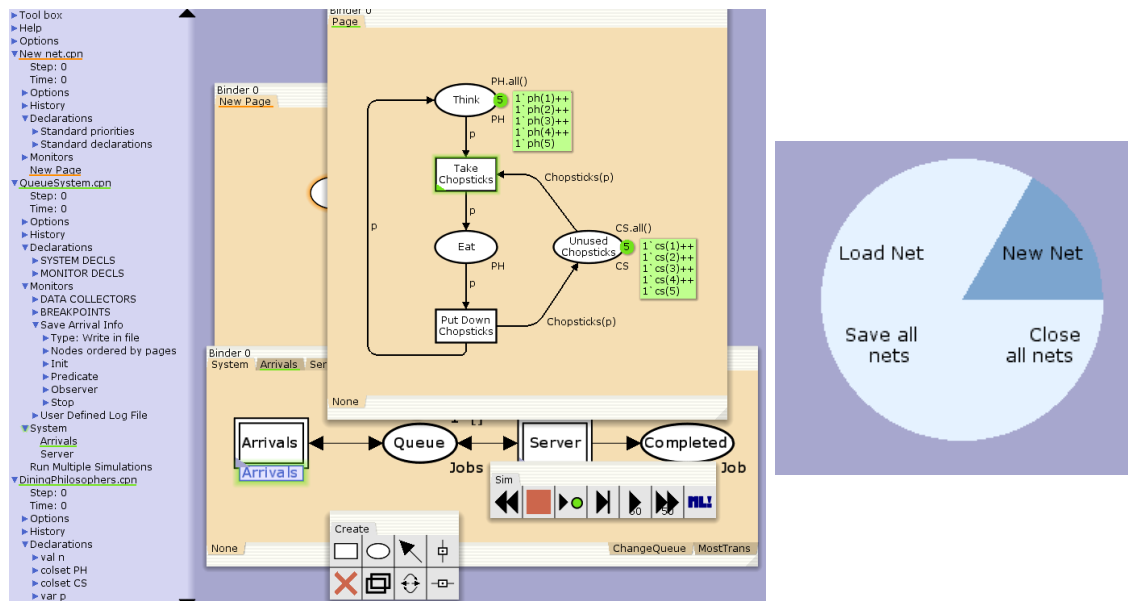 Tool box
Help
Options
New net.cpn
Step: 0
Time: 0
Options
History
Declarations
Standard priorities
Standard declarations
Monitors
New Page
QueueSystem.cpn
Step: 0
Time: 0
Options
History
Declarations
SYSTEM DECLS
MONITOR DECLS
Monitors
DATA COLLECTORS
BREAKPOINTS
Save Arrival Info
Type: Write in file
Nodes ordered by pages
Init
Predicate
Observer
Stop
User Defined Log File
System
Arrivals
Server
Run Multiple Simulations
DiningPhilosophers.cpn
Step: 0
Time: 0
Options
History
Declarations
val n
colset PH
colset CS
var p
Binder 0
New Page
Binder 0
Page
PH.all()
Think
5
1`ph(1)++
1`ph(2)++
1`ph(3)++
1`ph(4)++
1`ph(5)
PH
p
Take
Chopsticks
Chopsticks(p)
p
p
CS.all()
Eat
Unused
Chopsticks
5
1`cs(1)++
1`cs(2)++
1`cs(3)++
1`cs(4)++
1`cs(5)
PH
CS
p
Put Down
Chopsticks
Chopsticks(p)
None
Binder 0
System Arrivals
Arrivals
Queue
Server
Completed
Arrivals
Jobs
Job
Sim
ML!
Create
None
ChangeQueue MostTrans
Load Net
New Net
Save all
nets
Close
all nets